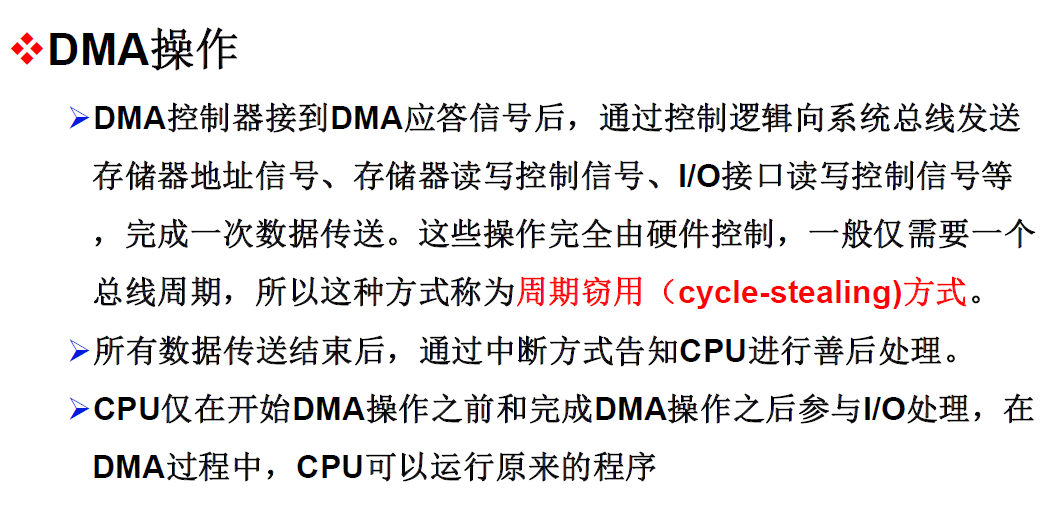 ❖DMA操作
➢DMA控制器接到DMA应答信号后，通过控制逻辑向系统总线发送
存储器地址信号、存储器读写控制信号、I/O接口读写控制信号等
，完成一次数据传送。这些操作完全由硬件控制，一般仅需要一个
总线周期，所以这种方式称为周期窃用（cycle-stealing)方式。
➢所有数据传送结束后，通过中断方式告知CPU进行善后处理。
➢CPU仅在开始DMA操作之前和完成DMA操作之后参与I/O处理，在
DMA过程中，CPU可以运行原来的程序